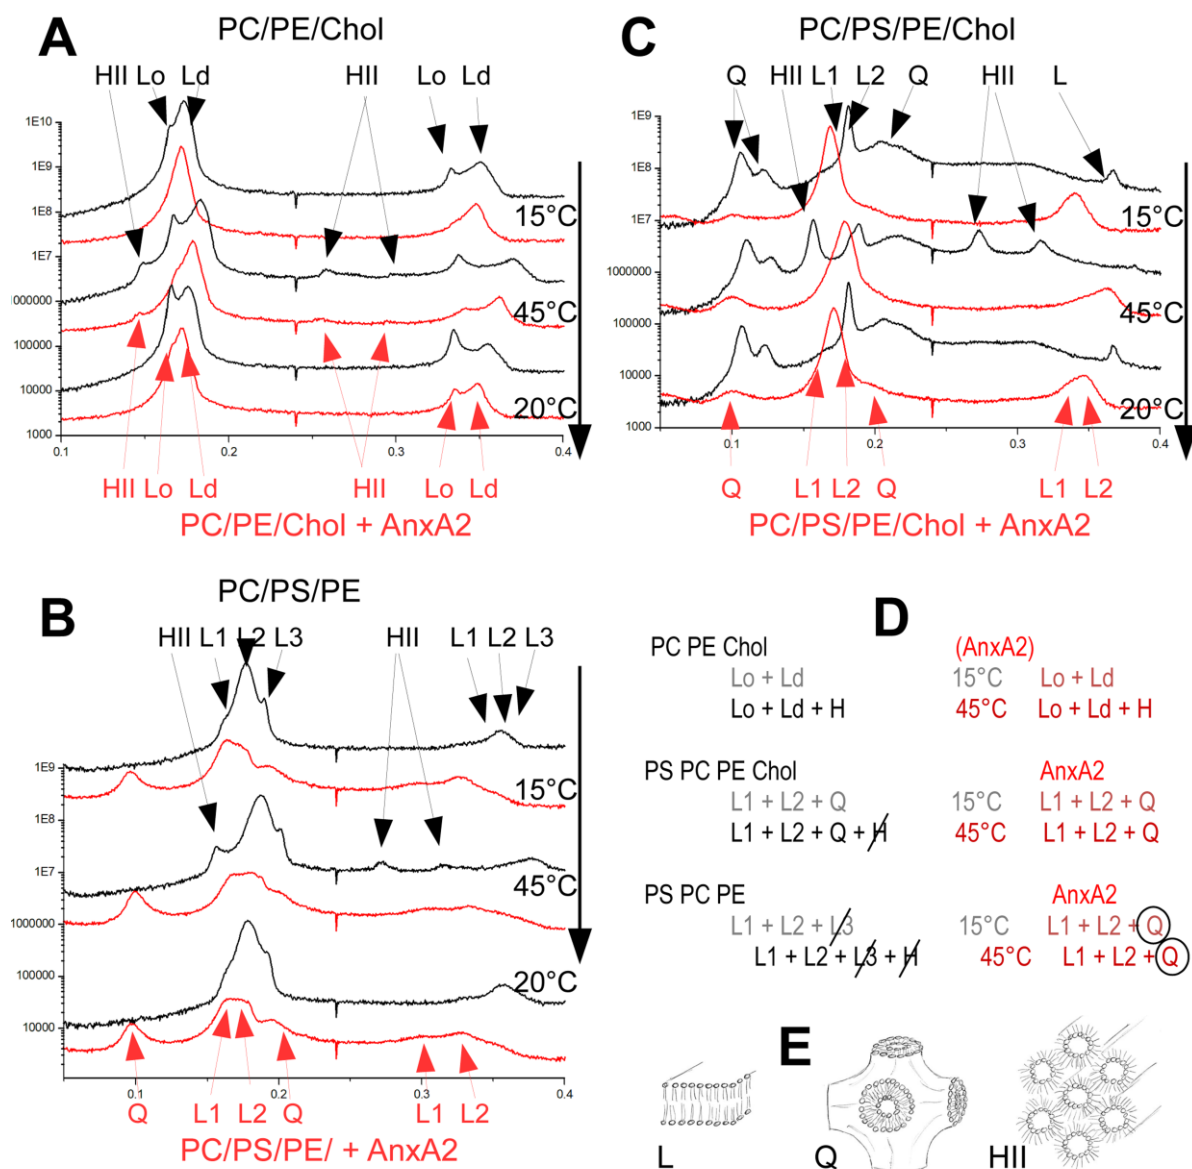 A
PC/PE/Chol
HII Lo Ld HII Lo Ld
1E10
1E9
1E8
1E7
1000000
100000
10000
1000
15°C
45°C
20°C
0.1 0.2 0.3 0.4
HII Lo Ld HII Lo Ld
PC/PE/Chol + AnxA2
C
PC/PS/PE/Chol
Q HII L1 L2 Q HII L
1E9
1E8
1E7
1000000
100000
10000
1000
15°C
45°C
20°C
0.1 0.2 0.3 0.4
Q L1 L2 Q L1 L2
PC/PS/PE/Chol + AnxA2
B
PC/PS/PE
HII L1 L2 L3 HII L1 L2 L3
1E9
1E8
1E7
1000000
100000
10000
15°C
45°C
20°C
0.1 0.2 0.3 0.4
Q L1 L2 Q L1 L2
PC/PS/PE/ + AnxA2
D
PC PE Chol (AnxA2)
Lo + Ld 15°C Lo + Ld
Lo + Ld + H 45°C Lo + Ld + H
PS PC PE Chol AnxA2
L1 + L2 + Q 15°C L1 + L2 + Q
L1 + L2 + Q + H 45°C L1 + L2 + Q
PS PC PE AnxA2
L1 + L2 + L3 15°C L1 + L2 + Q
L1 + L2 + L3 + H 45°C L1 + L2 + Q
E
L Q HII